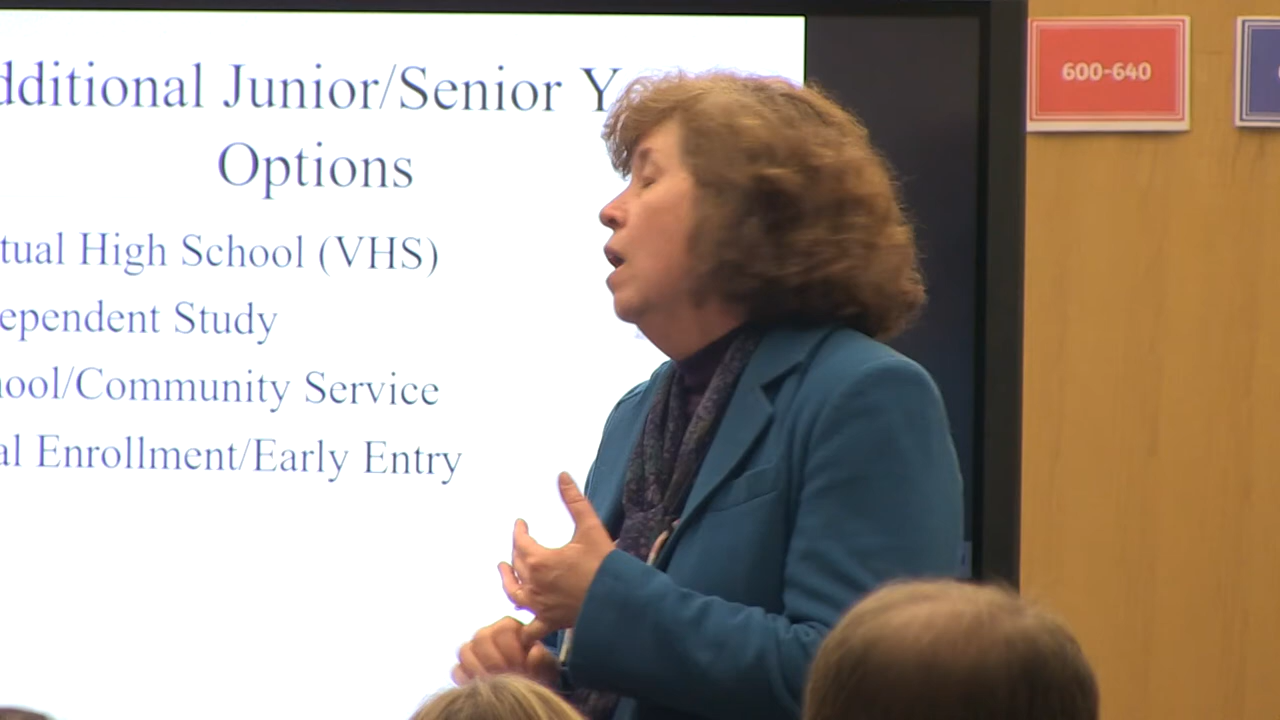 dditional Junior/Senior Y
Options
tual High School (VHS)
ependent Study
ool/Community Service
al Enrollment/Early Entry
600-640